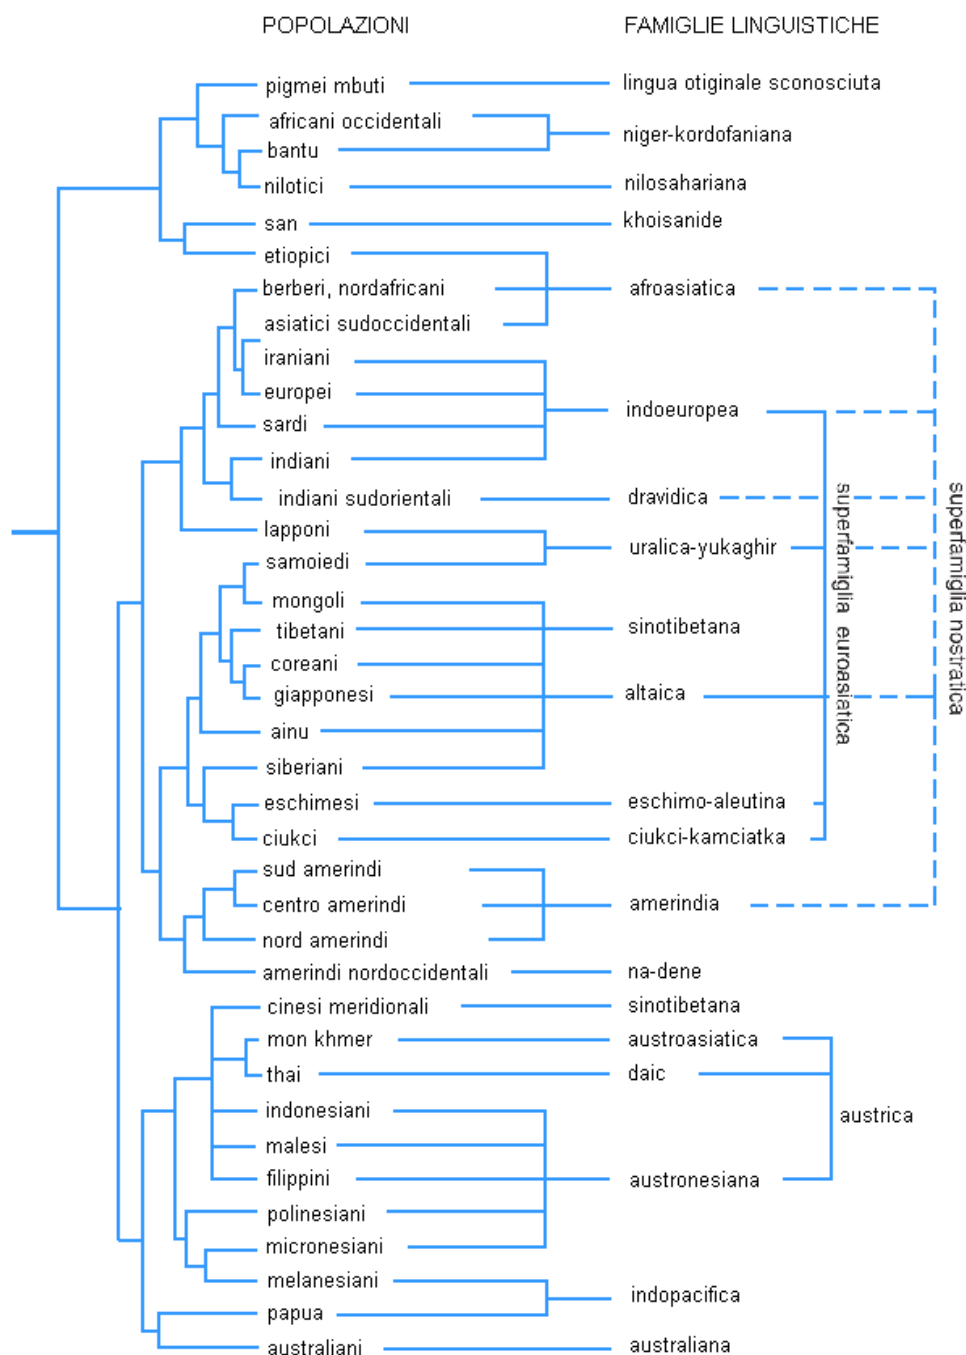 POPOLAZIONI FAMIGLIE LINGUISTICHE
pigmei mbuti lingua otiginale sconosciuta
africani occidentali
niger-kordofaniana
bantu
nilotici nilosahariana
san khoisanide
etiopici
berberi, nordafricani afroasiatica
asiatici sudoccidentali
iraniani
europei
indoeuropea
sardi
indiani
indiani sudorientali dravidica
lapponi
uralica-yukaghir
samoiedi
mongoli
tibetani sinotibetana
coreani
giapponesi altaica
ainu
siberiani
eschimesi eschimo-aleutina
ciukci ciukci-kamciatka
superfamiglia euroasiatica
superfamiglia nostratica
sud amerindi
centro amerindi amerindia
nord amerindi
amerindi nordoccidentali na-dene
cinesi meridionali sinotibetana
mon khmer austroasiatica
thai daic
indonesiani
austrica
malesi
filippini austronesiana
polinesiani
micronesiani
melanesiani
indopacifica
papua
australiani australiana